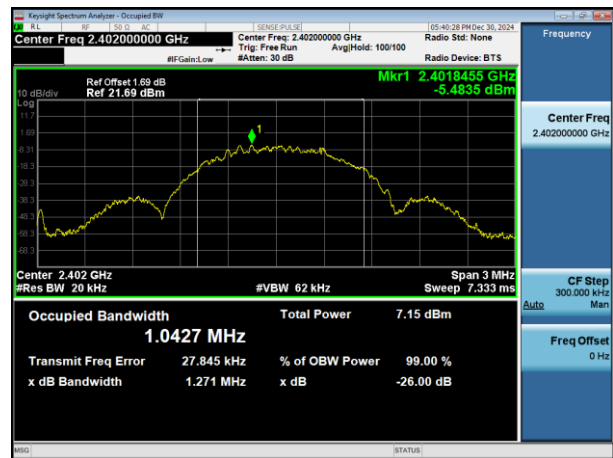 Keysight Spectrum Analyzer - Occupied BW
RL RF 50 Ω AC SENSE:PULSE 05:40:28 PM Dec 30, 2024
Center Freq 2.402000000 GHz Center Freq: 2.402000000 GHz Radio Std: None Frequency
Trig: Free Run Avg|Hold: 100/100
#IFGain:Low #Atten: 30 dB Radio Device: BTS
Ref Offset 1.69 dB Mkr1 2.4018455 GHz
10 dB/div Ref 21.69 dBm -5.4835 dBm
Log
11.7
1.69
-8.31
-18.3
-28.3
-38.3
-48.3
-58.3
-68.3
1
Center Freq
2.402000000 GHz
Center 2.402 GHz Span 3 MHz
#Res BW 20 kHz #VBW 62 kHz Sweep 7.333 ms
CF Step
300.000 kHz
Auto Man
Occupied Bandwidth Total Power 7.15 dBm
1.0427 MHz
Freq Offset
0 Hz
Transmit Freq Error 27.845 kHz % of OBW Power 99.00 %
x dB Bandwidth 1.271 MHz x dB -26.00 dB
MSG STATUS